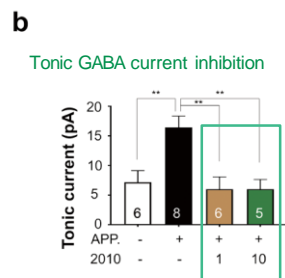 b
Tonic GABA current inhibition
Tonic current (pA)
20
15
10
5
0
** ** **
6 8 6 5
APP. - + + +
2010 - - 1 10